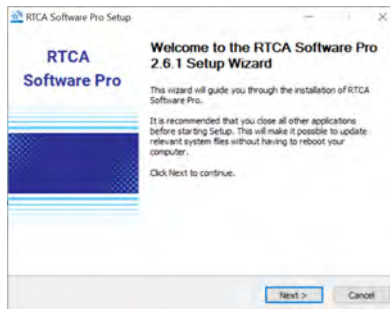 RTCA Software Pro Setup
RTCA
Software Pro
Welcome to the RTCA Software Pro
2.6.1 Setup Wizard
This wizard will guide you through the installation of RTCA
Software Pro.
It is recommended that you close all other applications
before starting Setup. This will make it possible to update
relevant system files without having to reboot your
computer.
Click Next to continue.
Next >
Cancel